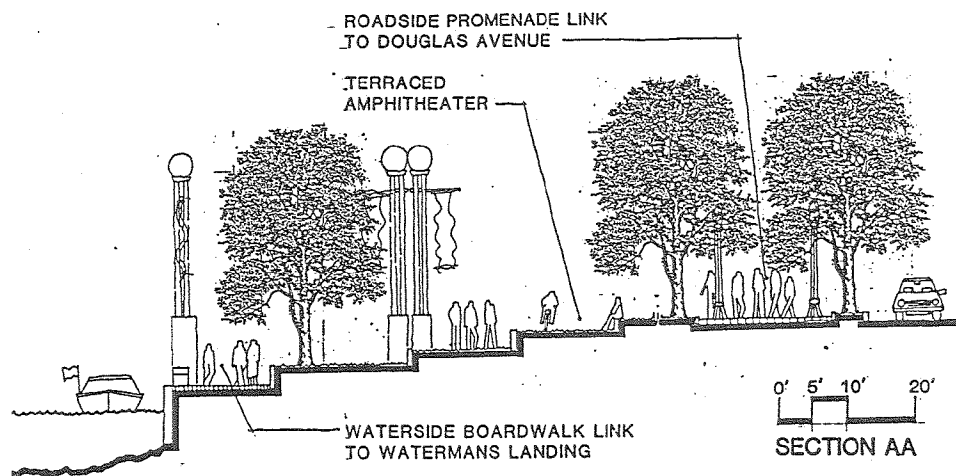 ROADSIDE PROMENADE LINK
TO DOUGLAS AVENUE
TERRACED
AMPHITHEATER
WATERSIDE BOARDWALK LINK
TO WATERMANS LANDING
0' 5' 10' 20'
SECTION AA